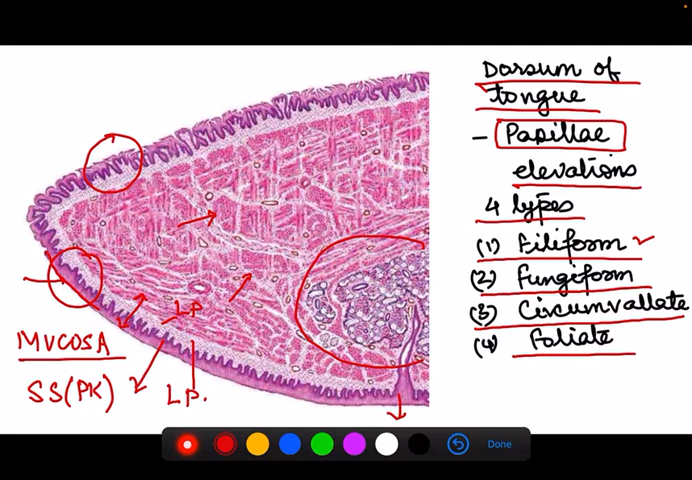 Dorsum of
tongue
- Papillae
elevations
4 types
(1) Filiform ✓
(2) Fungiform
(3) Circumvallate
(4) Foliate
LP
MUCOSA
SS(PK)
LP.
Done